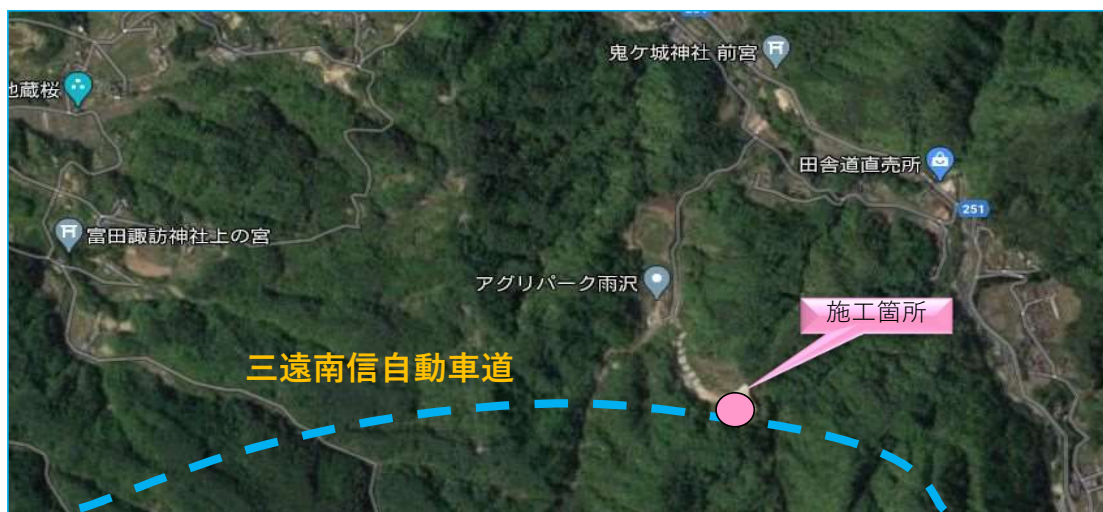 251
鬼ケ城神社 前宮
地蔵桜
田舎道直売所
251
富田諏訪神社上の宮
アグリパーク雨沢
施工箇所
三遠南信自動車道